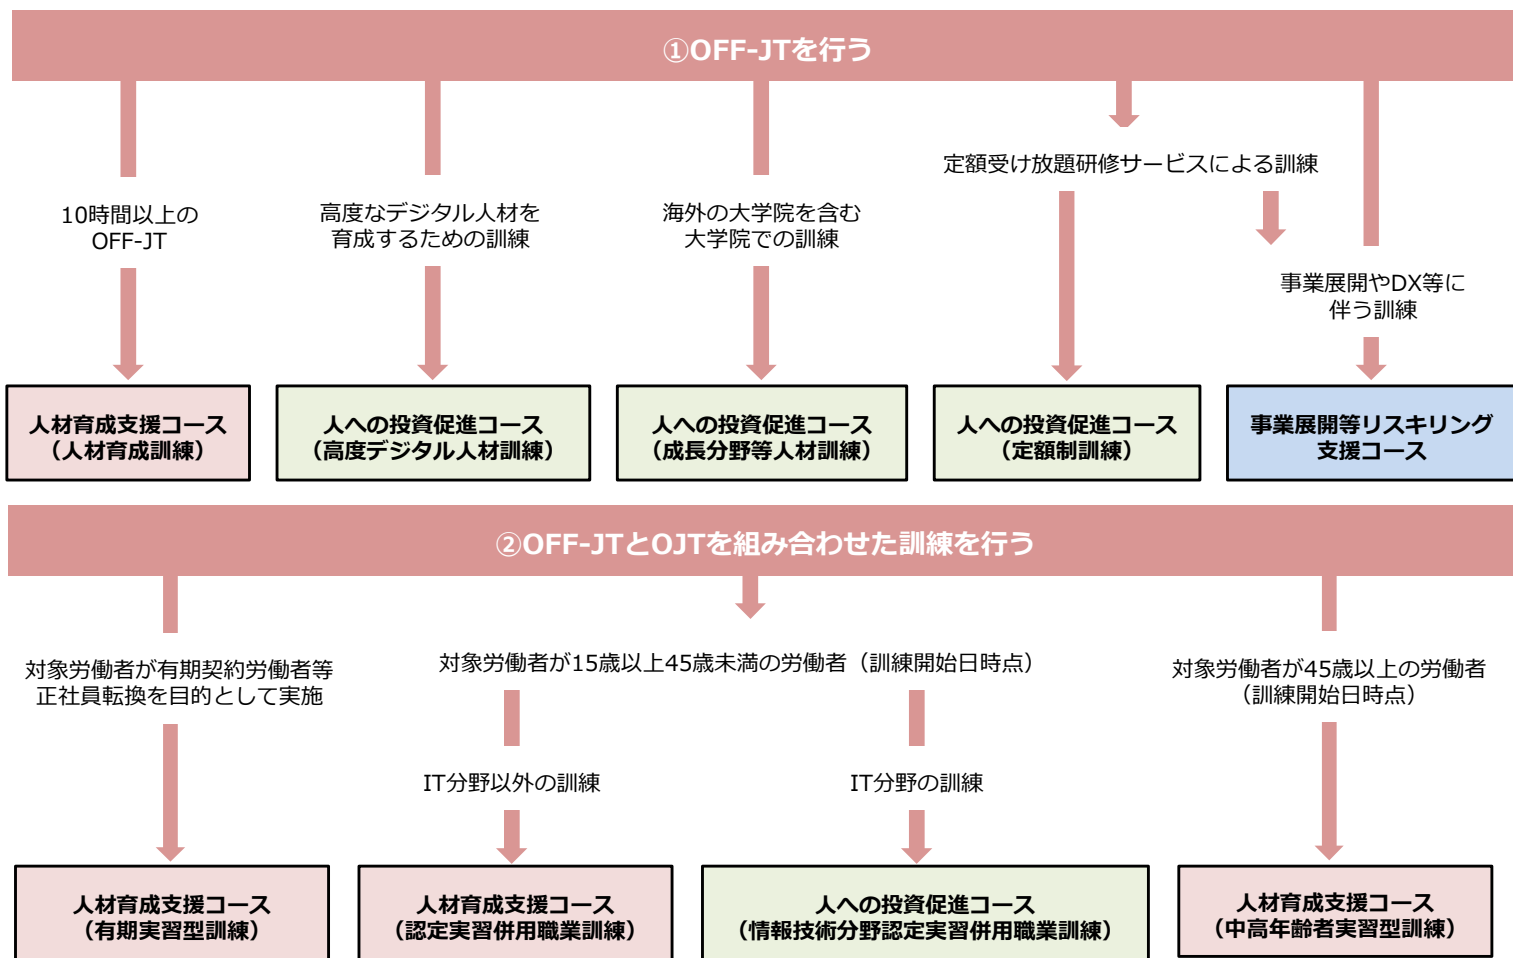 ①OFF-JTを行う
10時間以上の
OFF-JT
高度なデジタル人材を
育成するための訓練
海外の大学院を含む
大学院での訓練
定額受け放題研修サービスによる訓練
事業展開やDX等に
伴う訓練
人材育成支援コース
（人材育成訓練）
人への投資促進コース
（高度デジタル人材訓練）
人への投資促進コース
（成長分野等人材訓練）
人への投資促進コース
（定額制訓練）
事業展開等リスキリング
支援コース
②OFF-JTとOJTを組み合わせた訓練を行う
対象労働者が有期契約労働者等
正社員転換を目的として実施
対象労働者が15歳以上45歳未満の労働者（訓練開始日時点）
対象労働者が45歳以上の労働者
（訓練開始日時点）
IT分野以外の訓練
IT分野の訓練
人材育成支援コース
（有期実習型訓練）
人材育成支援コース
（認定実習併用職業訓練）
人への投資促進コース
（情報技術分野認定実習併用職業訓練）
人材育成支援コース
（中高年齢者実習型訓練）